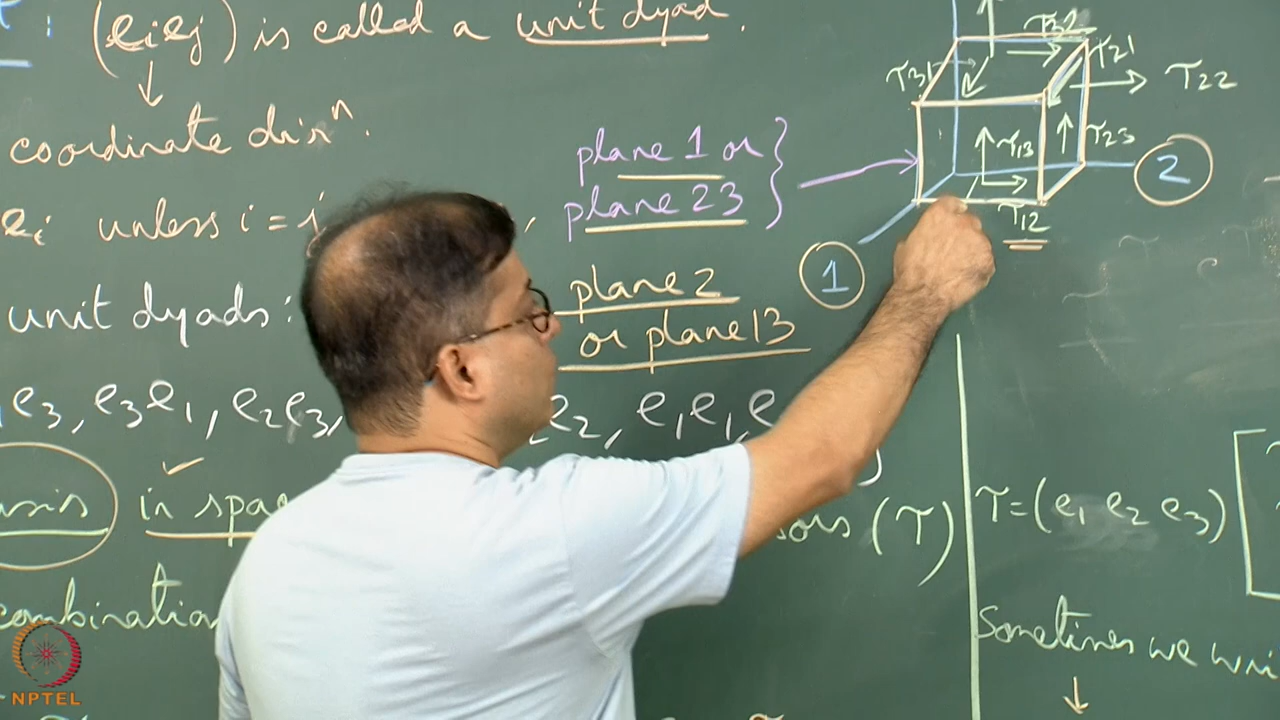 : (eiej) is called a unit dyad.
coordinate dirⁿ.
ei unless i=j
unit dyads:
e3, e3e1, e2e3,
e2, e1e1, e
in spa
(τ)
combination
plane 1 or
plane 23
plane 2
or plane 13
τ32
τ31
τ21
τ22
τ13
τ23
τ12
1
2
τ=(e1 e2 e3)[
Sometimes we wri
NPTEL